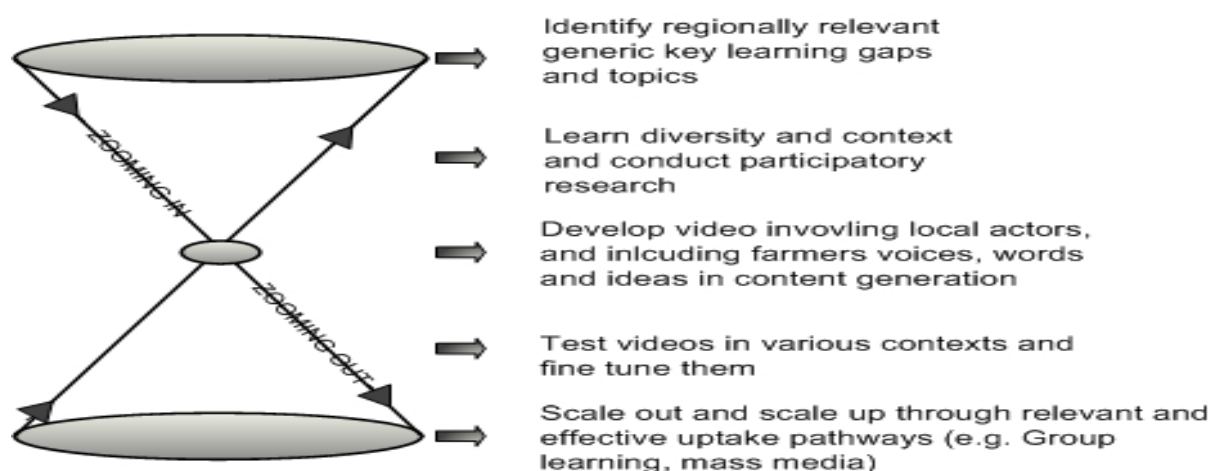 Identify regionally relevant
generic key learning gaps
and topics
ZOOMING IN
Learn diversity and context
and conduct participatory
research
Develop video invovling local actors,
and inlcuding farmers voices, words
and ideas in content generation
ZOOMING OUT
Test videos in various contexts and
fine tune them
Scale out and scale up through relevant and
effective uptake pathways (e.g. Group
learning, mass media)